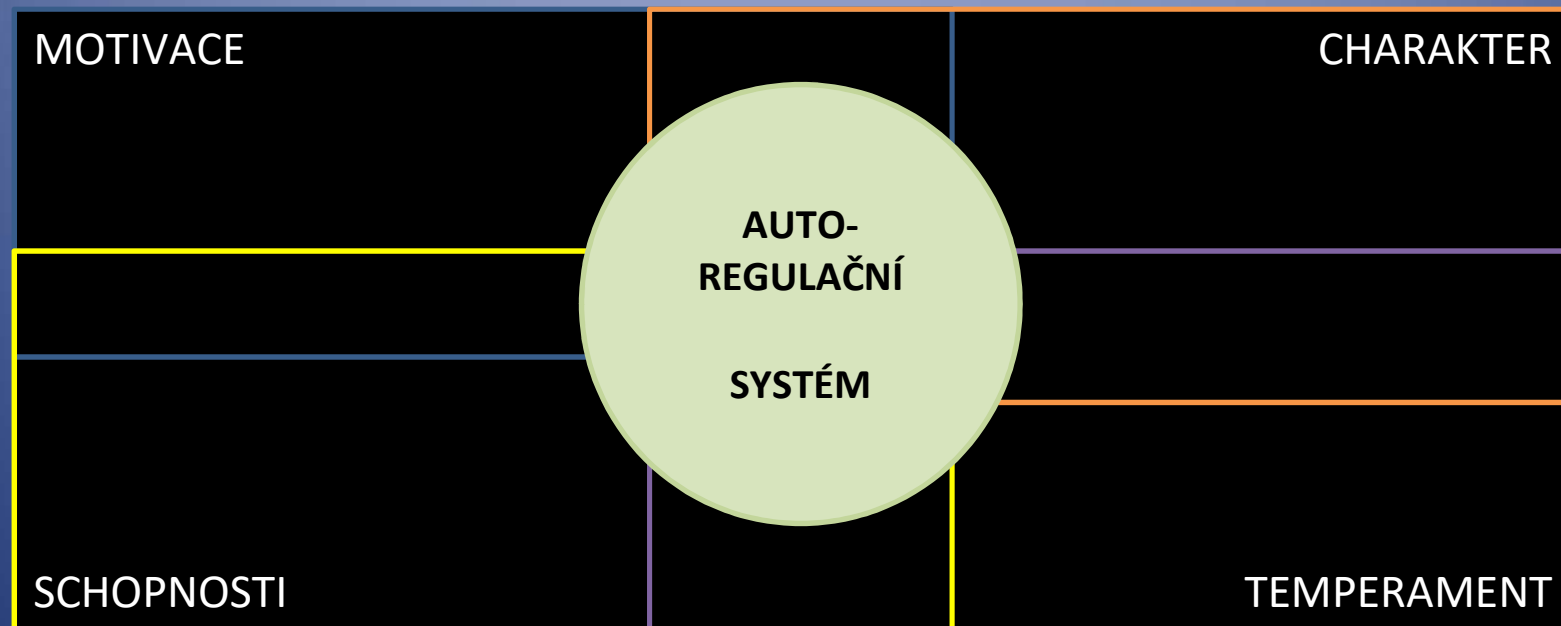 MOTIVACE
CHARAKTER
AUTO-
REGULAČNÍ
SYSTÉM
SCHOPNOSTI
TEMPERAMENT